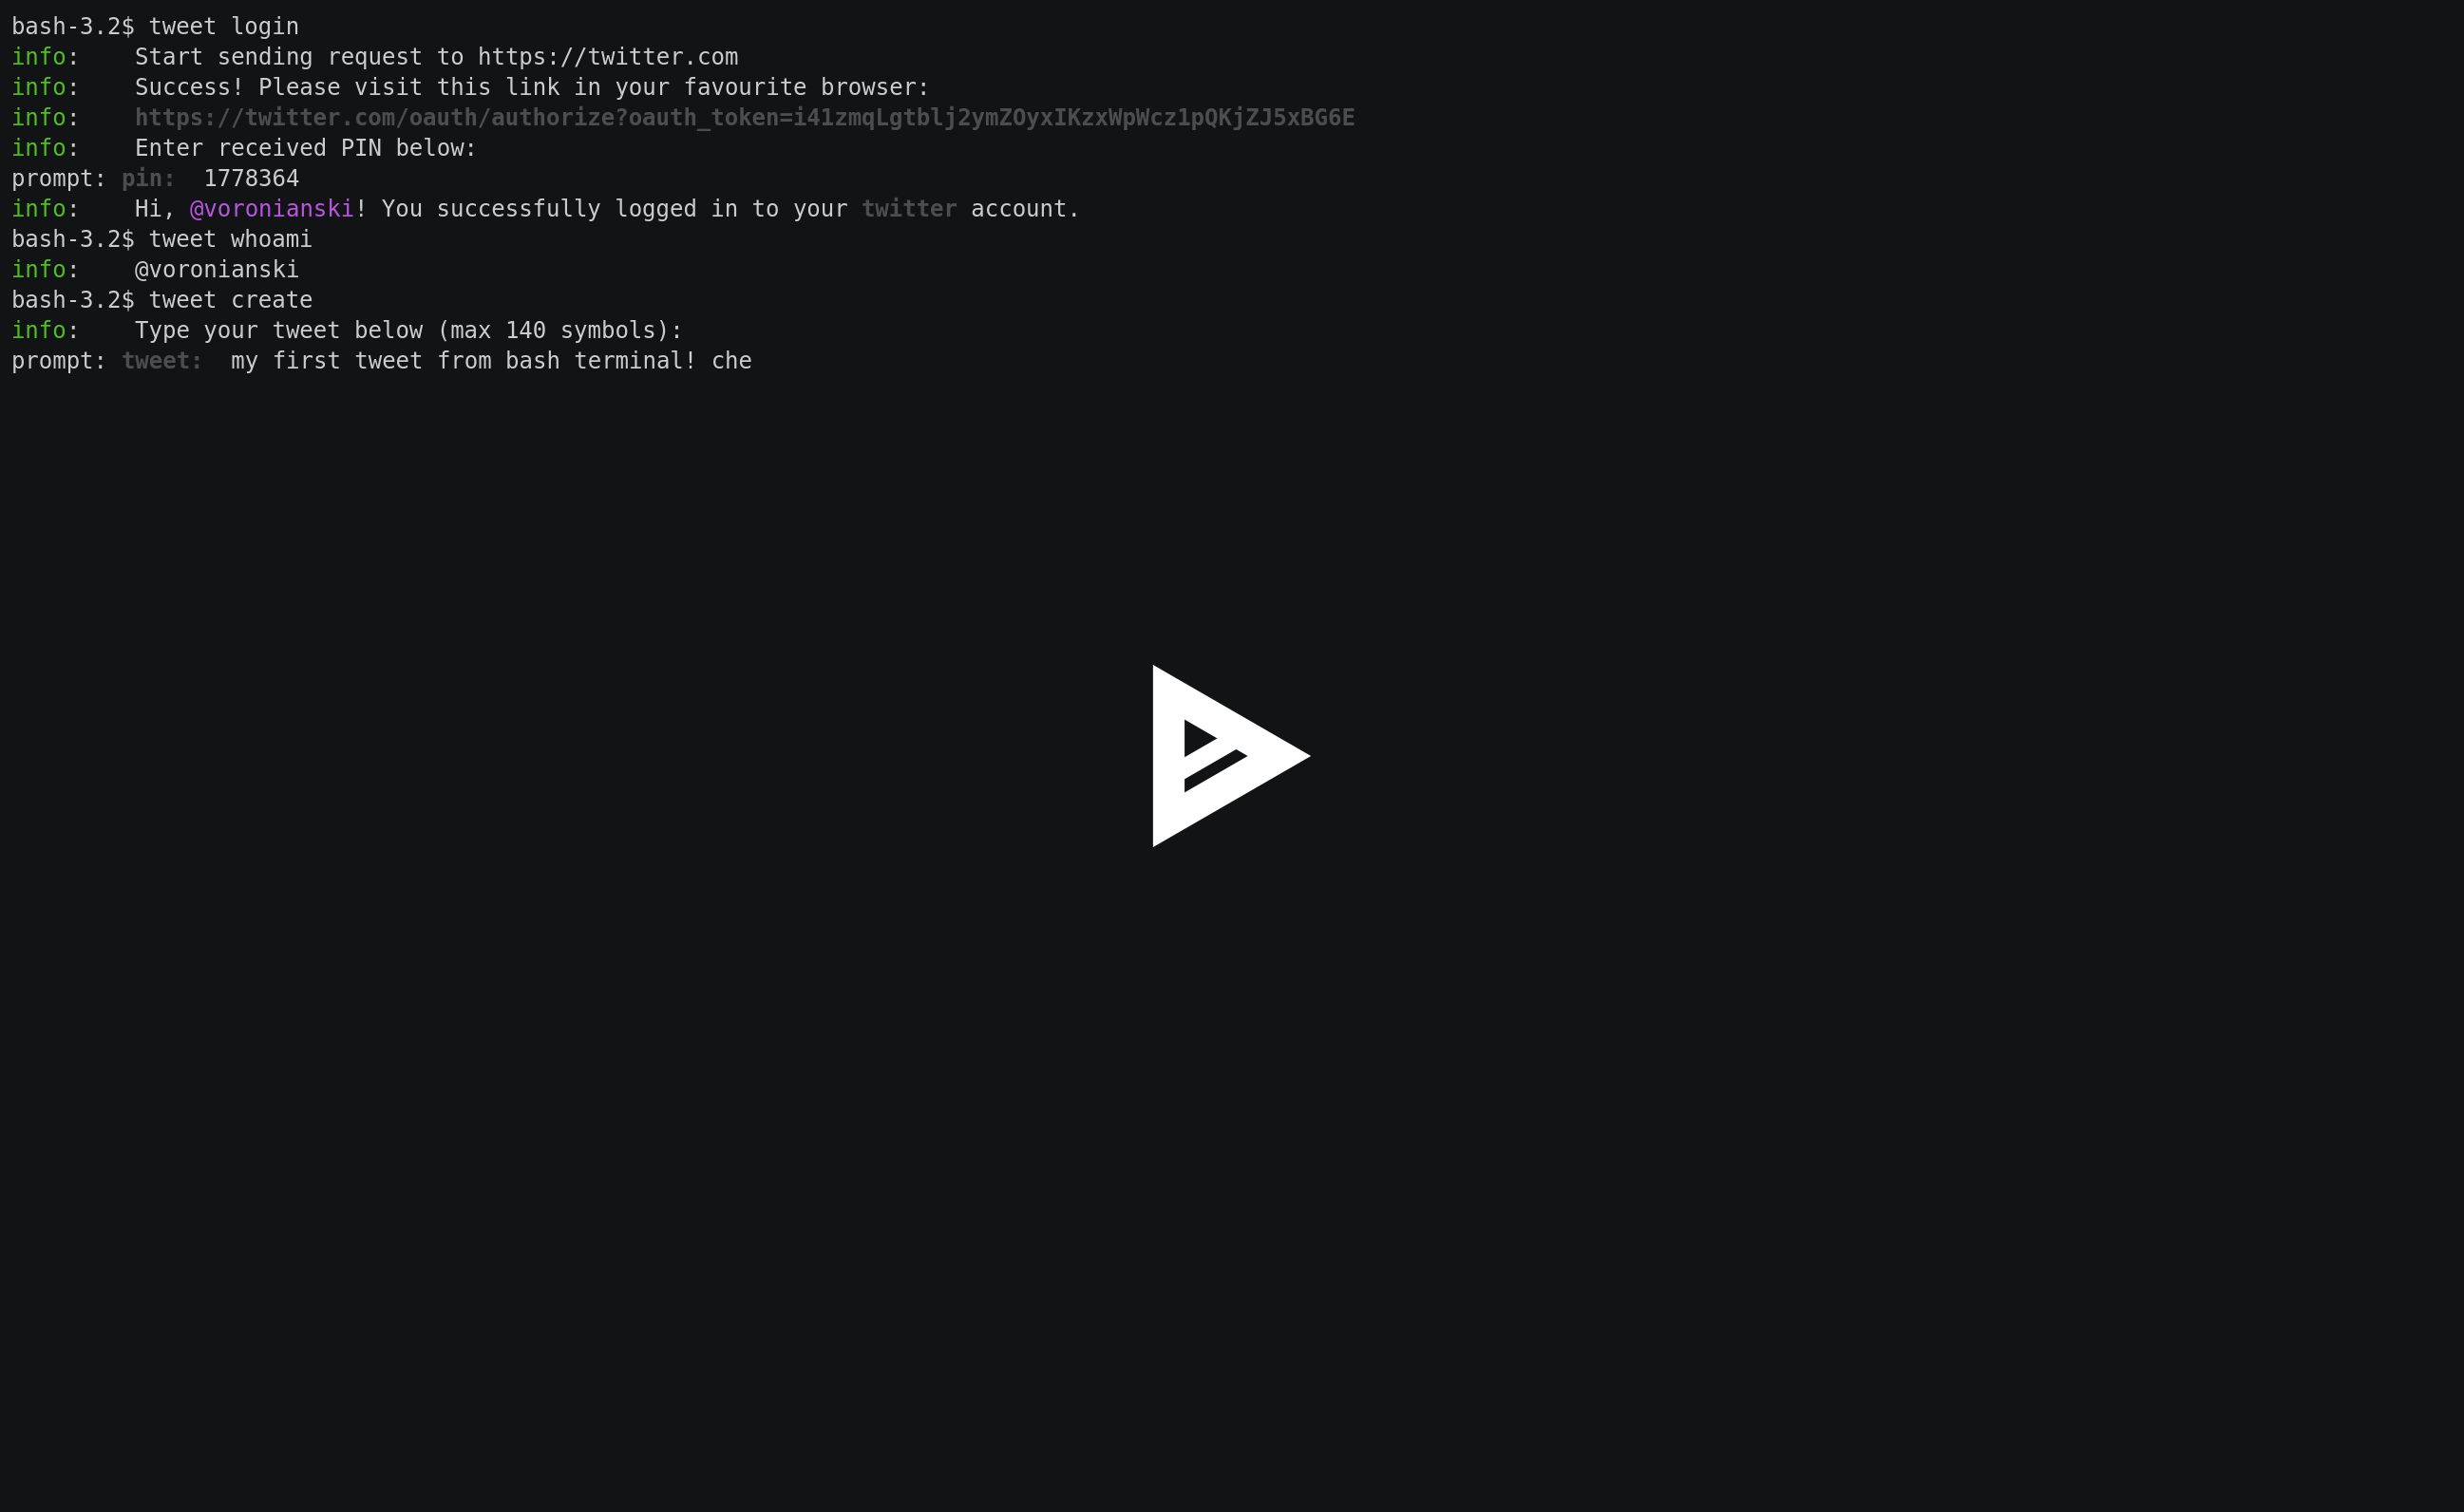 bash-3.2$ tweet login
info:    Start sending request to https://twitter.com
info:    Success! Please visit this link in your favourite browser:
info:    https://twitter.com/oauth/authorize?oauth_token=i41zmqLgtblj2ymZOyxIKzxWpWcz1pQKjZJ5xBG6E
info:    Enter received PIN below:
prompt: pin:  1778364
info:    Hi, @voronianski! You successfully logged in to your twitter account.
bash-3.2$ tweet whoami
info:    @voronianski
bash-3.2$ tweet create
info:    Type your tweet below (max 140 symbols):
prompt: tweet:  my first tweet from bash terminal! che